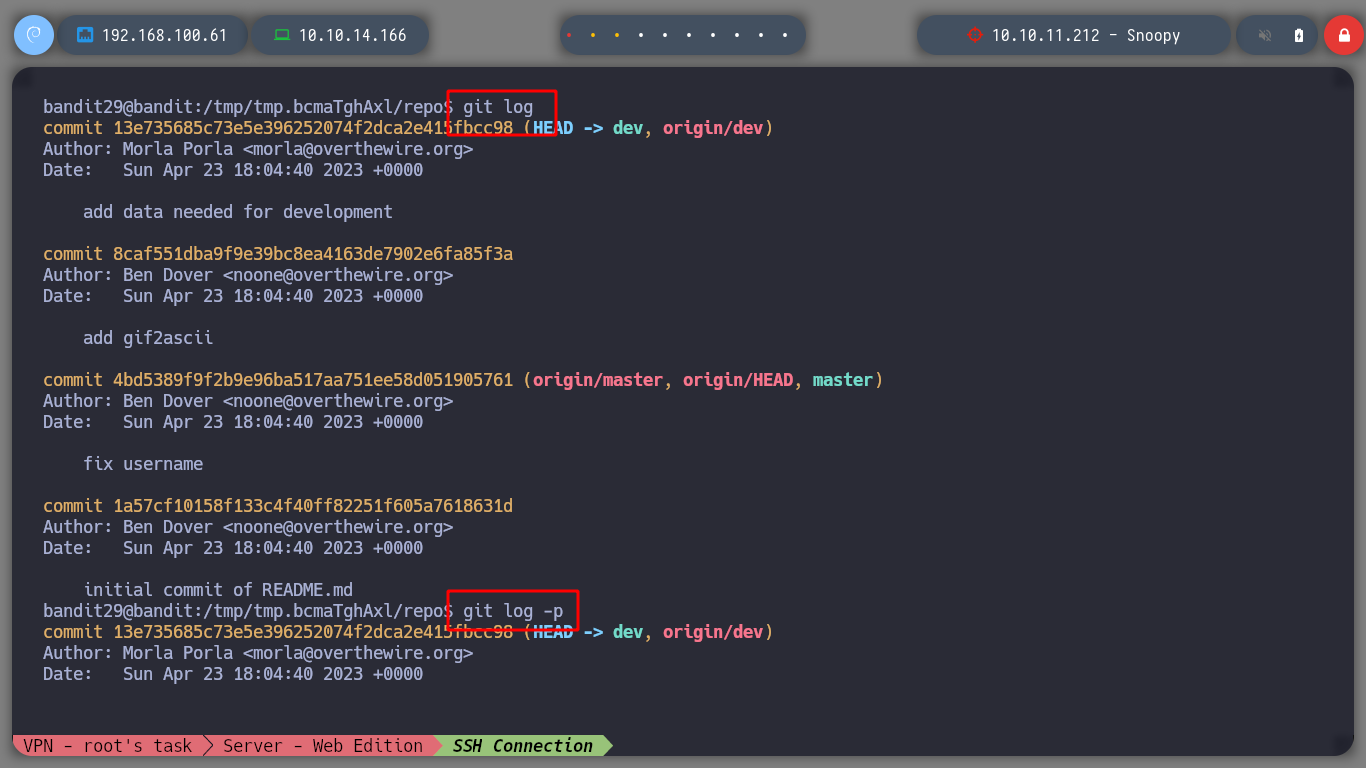 192.168.100.61 10.10.14.166 10.10.11.212 - Snoopy
bandit29@bandit:/tmp/tmp.bcmaTghAxl/repo$ git log
commit 13e735685c73e5e396252074f2dca2e415fbcc98 (HEAD -> dev, origin/dev)
Author: Morla Porla <morla@overthewire.org>
Date:   Sun Apr 23 18:04:40 2023 +0000
add data needed for development
commit 8caf551dba9f9e39bc8ea4163de7902e6fa85f3a
Author: Ben Dover <noone@overthewire.org>
Date:   Sun Apr 23 18:04:40 2023 +0000
add gif2ascii
commit 4bd5389f9f2b9e96ba517aa751ee58d051905761 (origin/master, origin/HEAD, master)
Author: Ben Dover <noone@overthewire.org>
Date:   Sun Apr 23 18:04:40 2023 +0000
fix username
commit 1a57cf10158f133c4f40ff82251f605a7618631d
Author: Ben Dover <noone@overthewire.org>
Date:   Sun Apr 23 18:04:40 2023 +0000
initial commit of README.md
bandit29@bandit:/tmp/tmp.bcmaTghAxl/repo$ git log -p
commit 13e735685c73e5e396252074f2dca2e415fbcc98 (HEAD -> dev, origin/dev)
Author: Morla Porla <morla@overthewire.org>
Date:   Sun Apr 23 18:04:40 2023 +0000
VPN - root's task Server - Web Edition SSH Connection